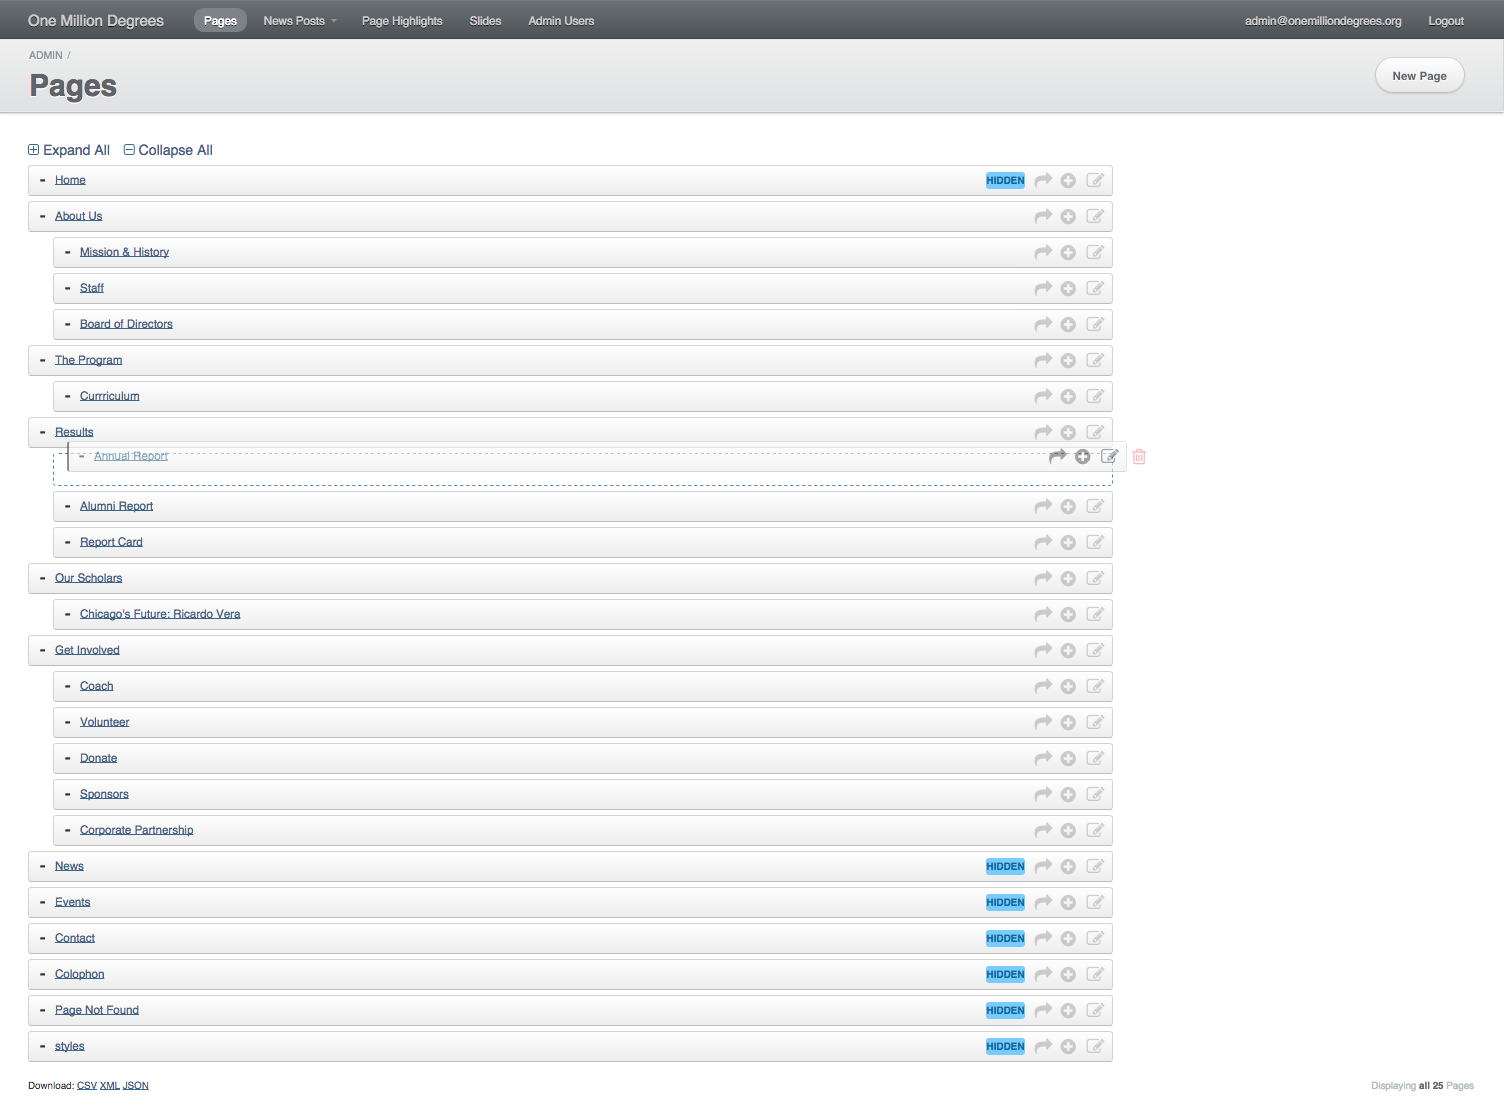 One Million Degrees Pages News Posts Page Highlights Slides Admin Users admin@onemilliondegrees.org Logout
ADMIN /
Pages
New Page
Expand All Collapse All
Home HIDDEN
About Us
Mission & History
Staff
Board of Directors
The Program
Currriculum
Results
Annual Report
Alumni Report
Report Card
Our Scholars
Chicago's Future: Ricardo Vera
Get Involved
Coach
Volunteer
Donate
Sponsors
Corporate Partnership
News HIDDEN
Events HIDDEN
Contact HIDDEN
Colophon HIDDEN
Page Not Found HIDDEN
styles HIDDEN
Download: CSV XML JSON Displaying all 25 Pages